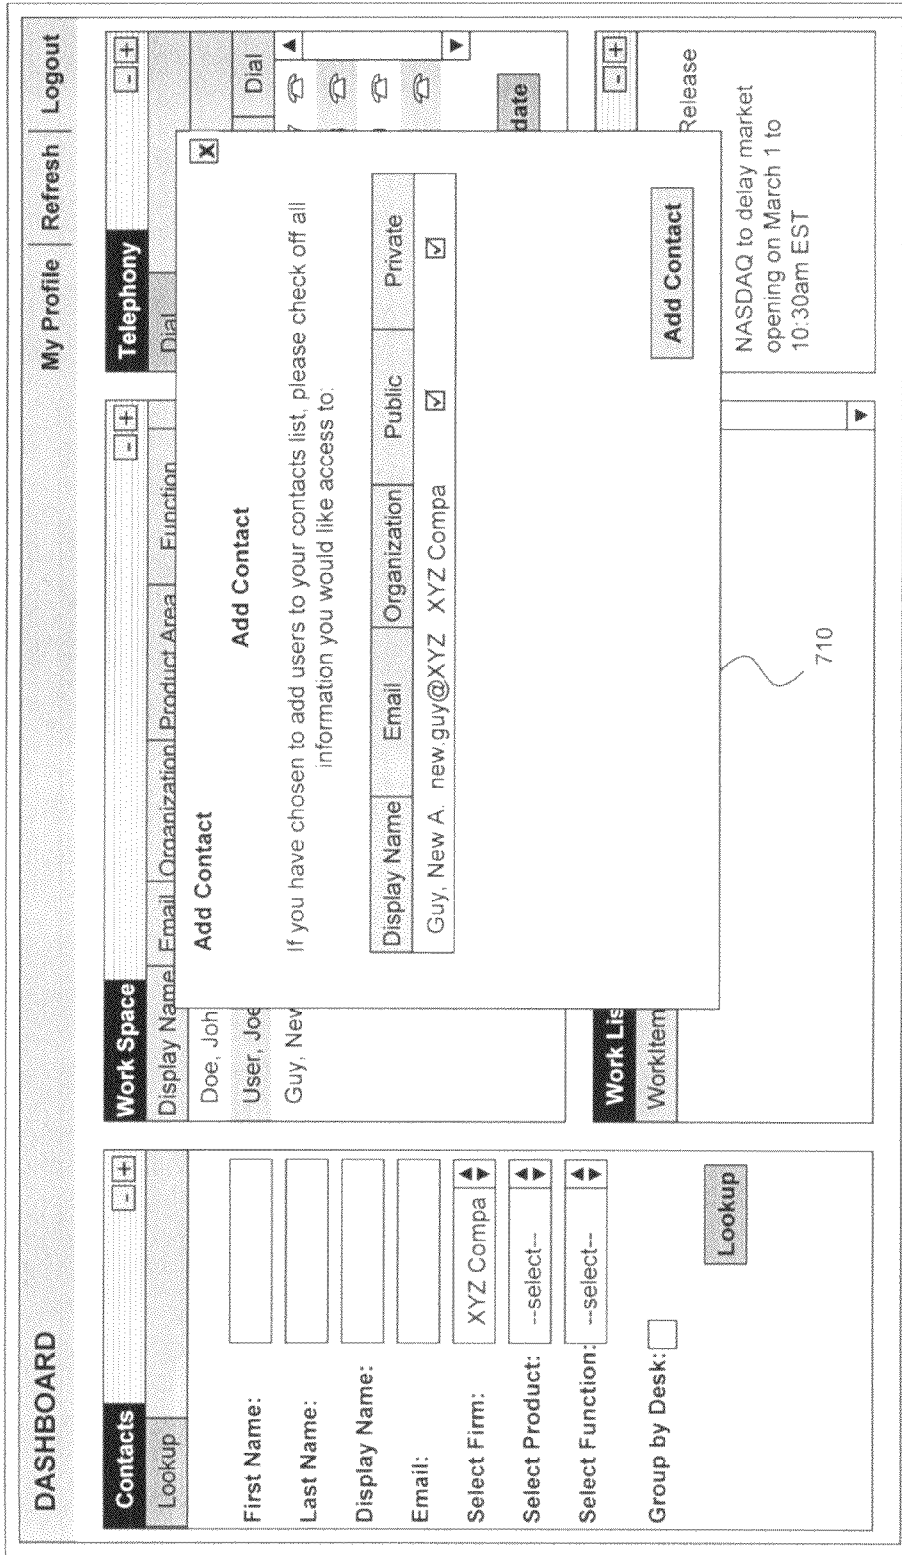 DASHBOARD
My Profile | Refresh | Logout
Contacts
- +
Lookup
First Name:
Last Name:
Display Name:
Email:
Select Firm: XYZ Compa
Select Product: --select--
Select Function: --select--
Group by Desk:
Lookup
Work Space
- +
Display Name Email Organization Product Area Function
Doe, Joh
User, Joe
Guy, New
Telephony
- +
Dial
Dial
date
Add Contact
X
Add Contact
If you have chosen to add users to your contacts list, please check off all
information you would like access to:
Display Name Email Organization Public Private
Guy, New A. new.guy@XYZ XYZ Compa
Add Contact
Work Lis
WorkItem
710
- +
Release
NASDAQ to delay market
opening on March 1 to
10:30am EST